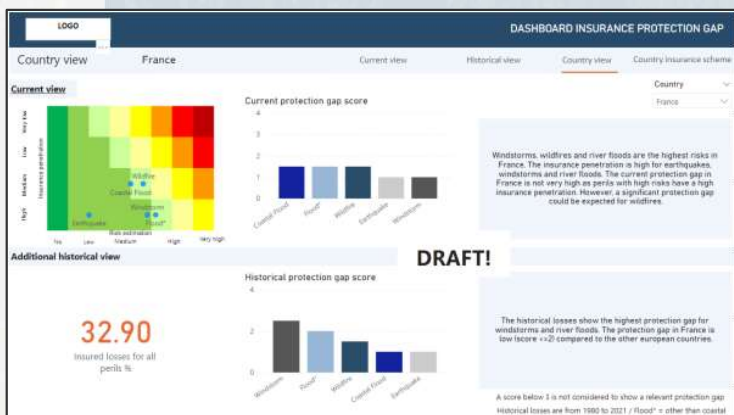 LOGO
DASHBOARD INSURANCE PROTECTION GAP
Country view
France
Current view
Historical view
Country view
Country insurance scheme
Country
France
Current view
Very low
Low
Medium
High
Insurance penetration
Wildfire
Coastal Flood
Windstorm
Earthquake
Flood*
Risk estimation
No
Low
Medium
High
Very high
Current protection gap score
4
3
2
1
0
Coastal Flood
Flood*
Wildfire
Earthquake
Windstorm
Windstorms, wildfires and river floods are the highest risks in
France. The insurance penetration is high for earthquakes,
windstorms and river floods. The current protection gap in
France is not very high as perils with high risks have a high
insurance penetration. However, a significant protection gap
could be expected for wildfires.
DRAFT!
Additional historical view
32.90
Insured losses for all
perils %
Historical protection gap score
4
2
0
Windstorm
Flood*
Wildfire
Coastal Flood
Earthquake
The historical losses show the highest protection gap for
windstorms and river floods. The protection gap in France is
low (score <=2) compared to the other european countries.
A score below 1 is not considered to show a relevant protection gap
Historical losses are from 1980 to 2021 / Flood* = other than coastal